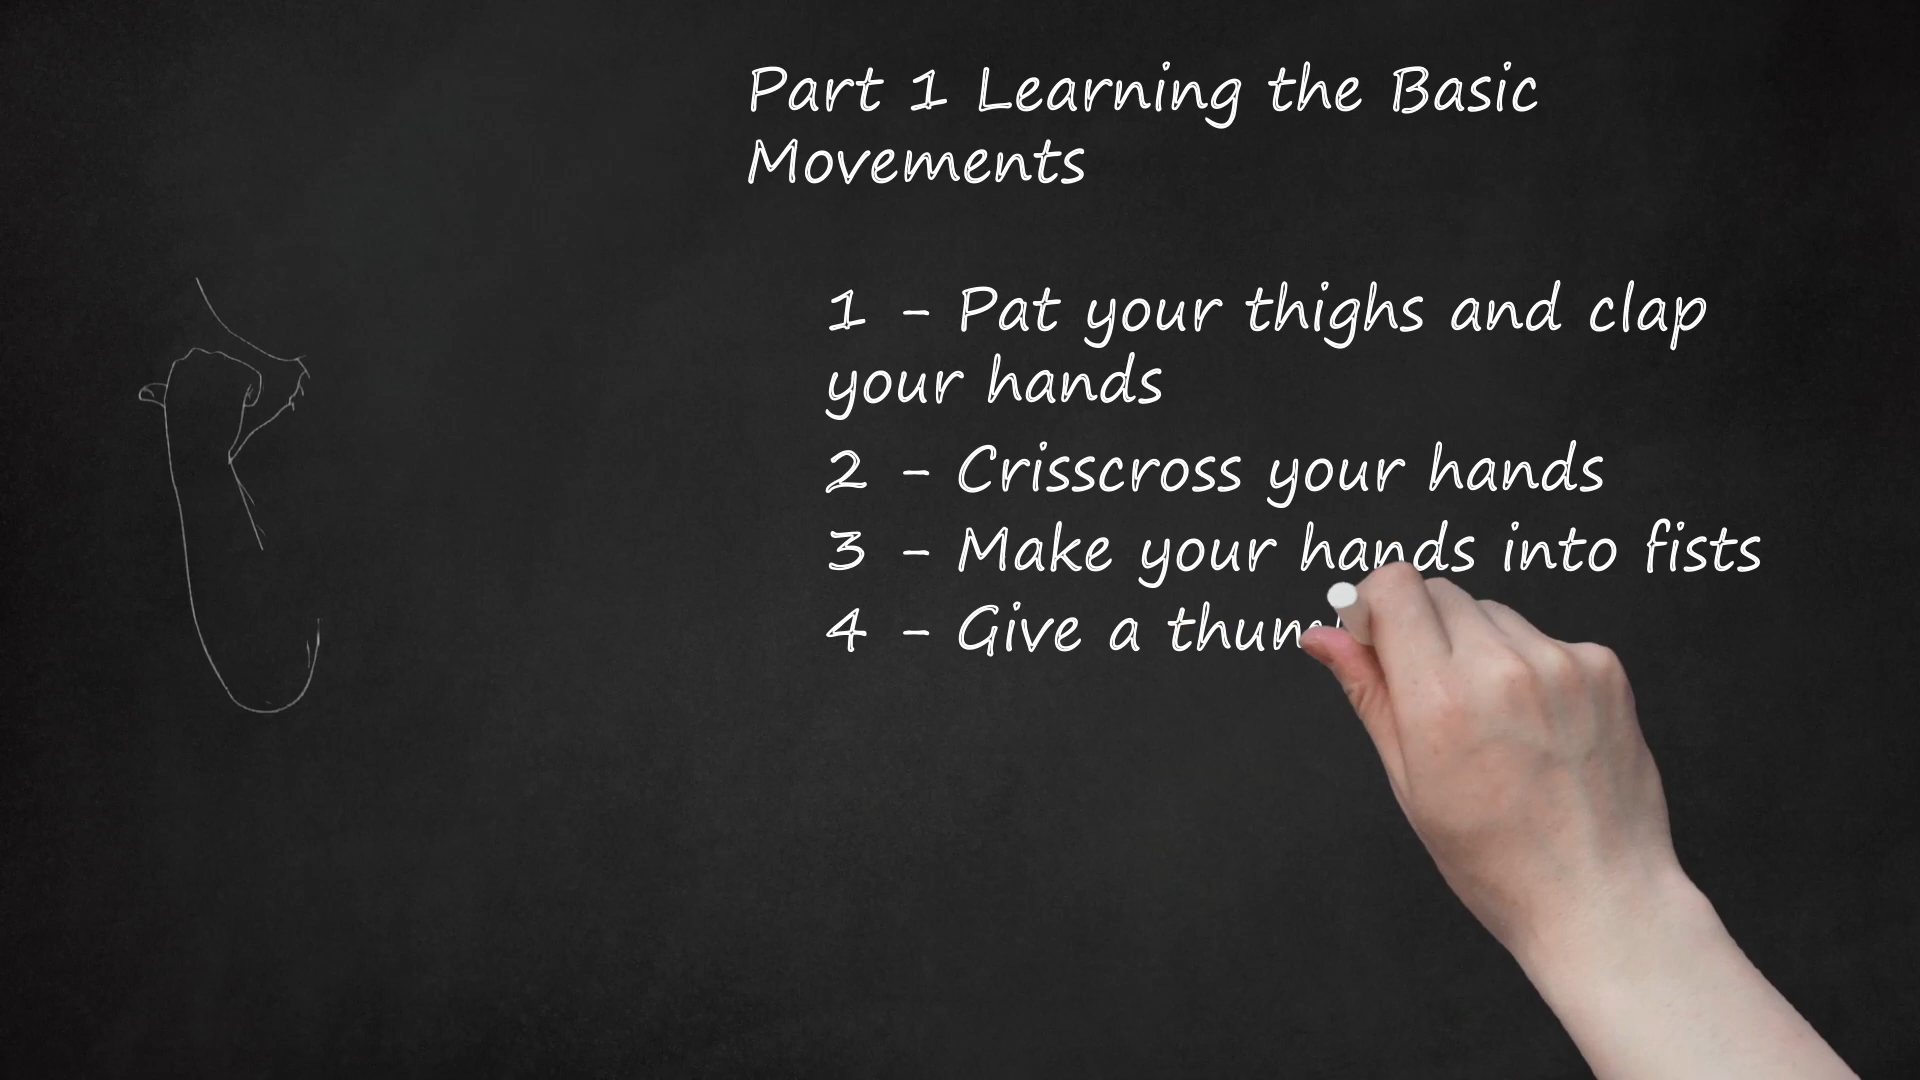 Part 1 Learning the Basic
Movements
1 - Pat your thighs and clap
your hands
2 - Crisscross your hands
3 - Make your hands into fists
4 - Give a